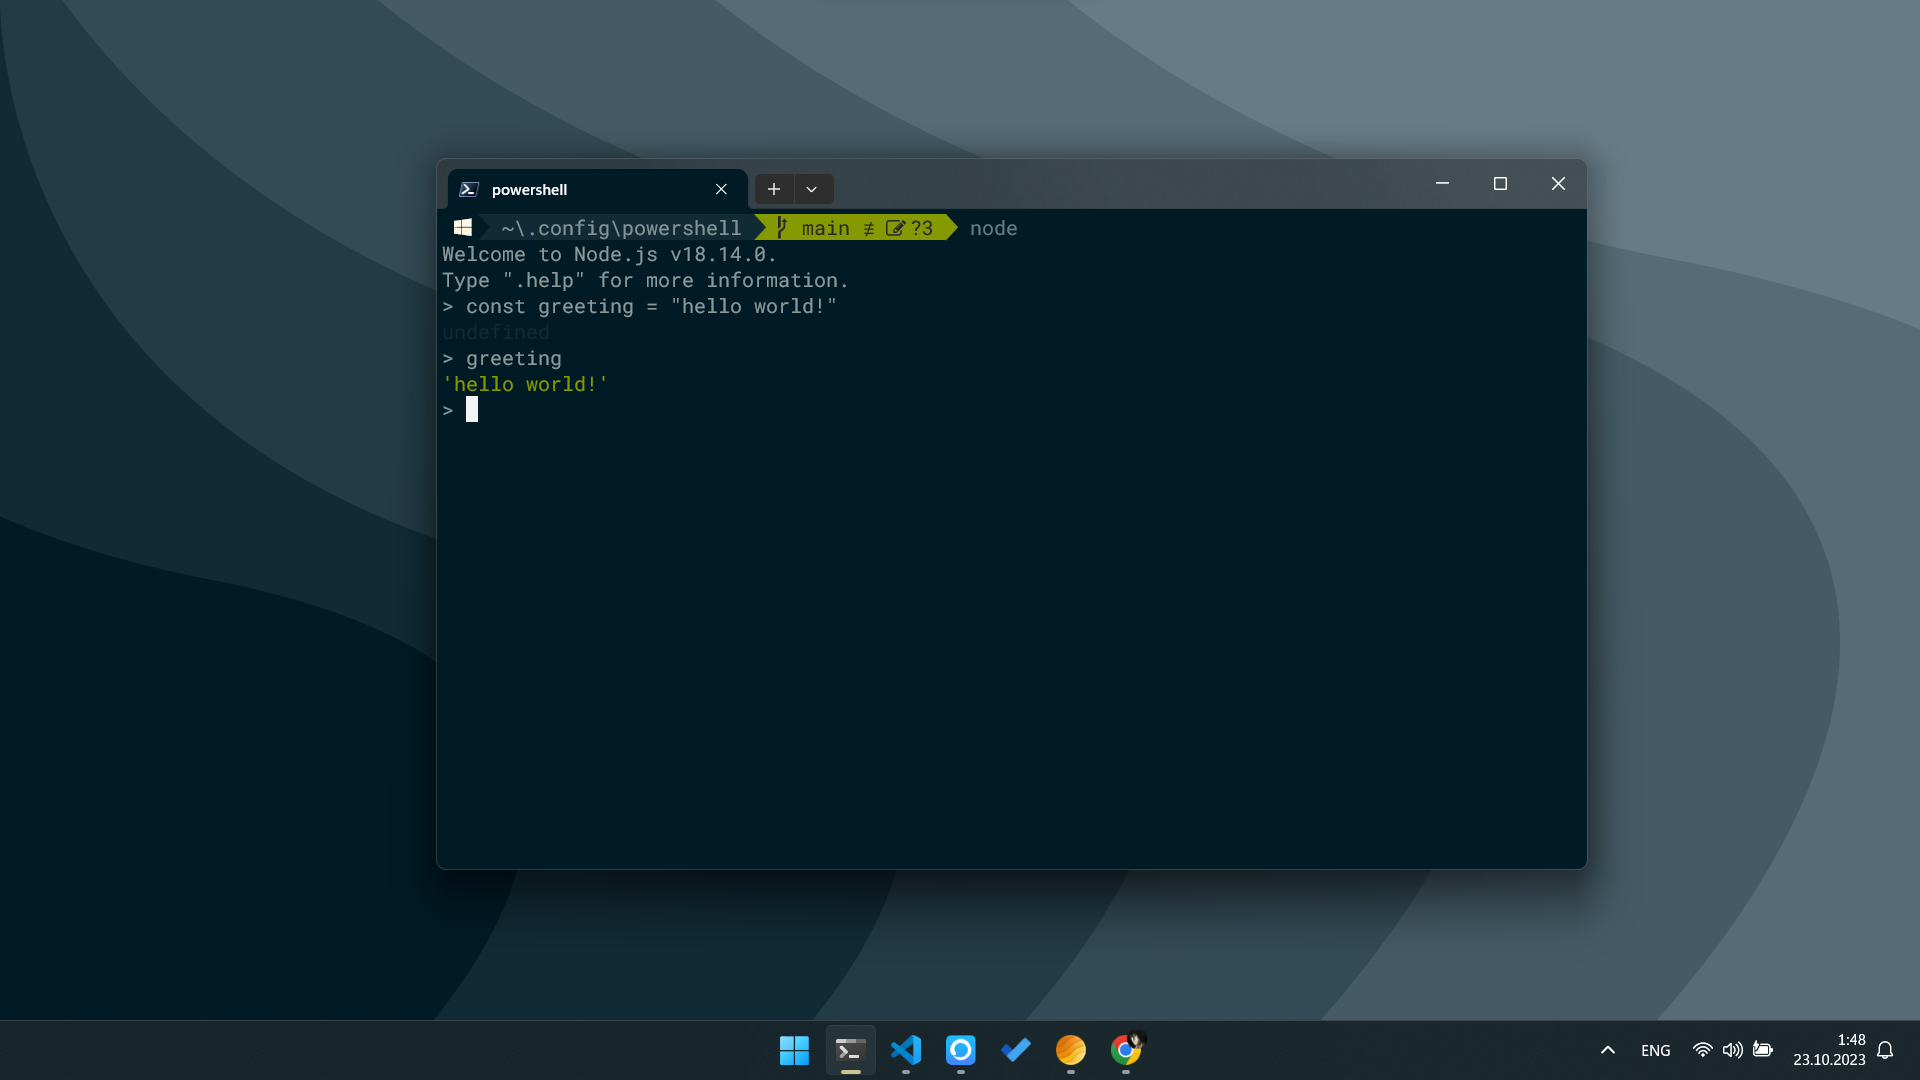 powershell
~\.config\powershell main ≢ ?3 node
Welcome to Node.js v18.14.0.
Type ".help" for more information.
> const greeting = "hello world!"
undefined
> greeting
'hello world!'
>
ENG
1:48
23.10.2023